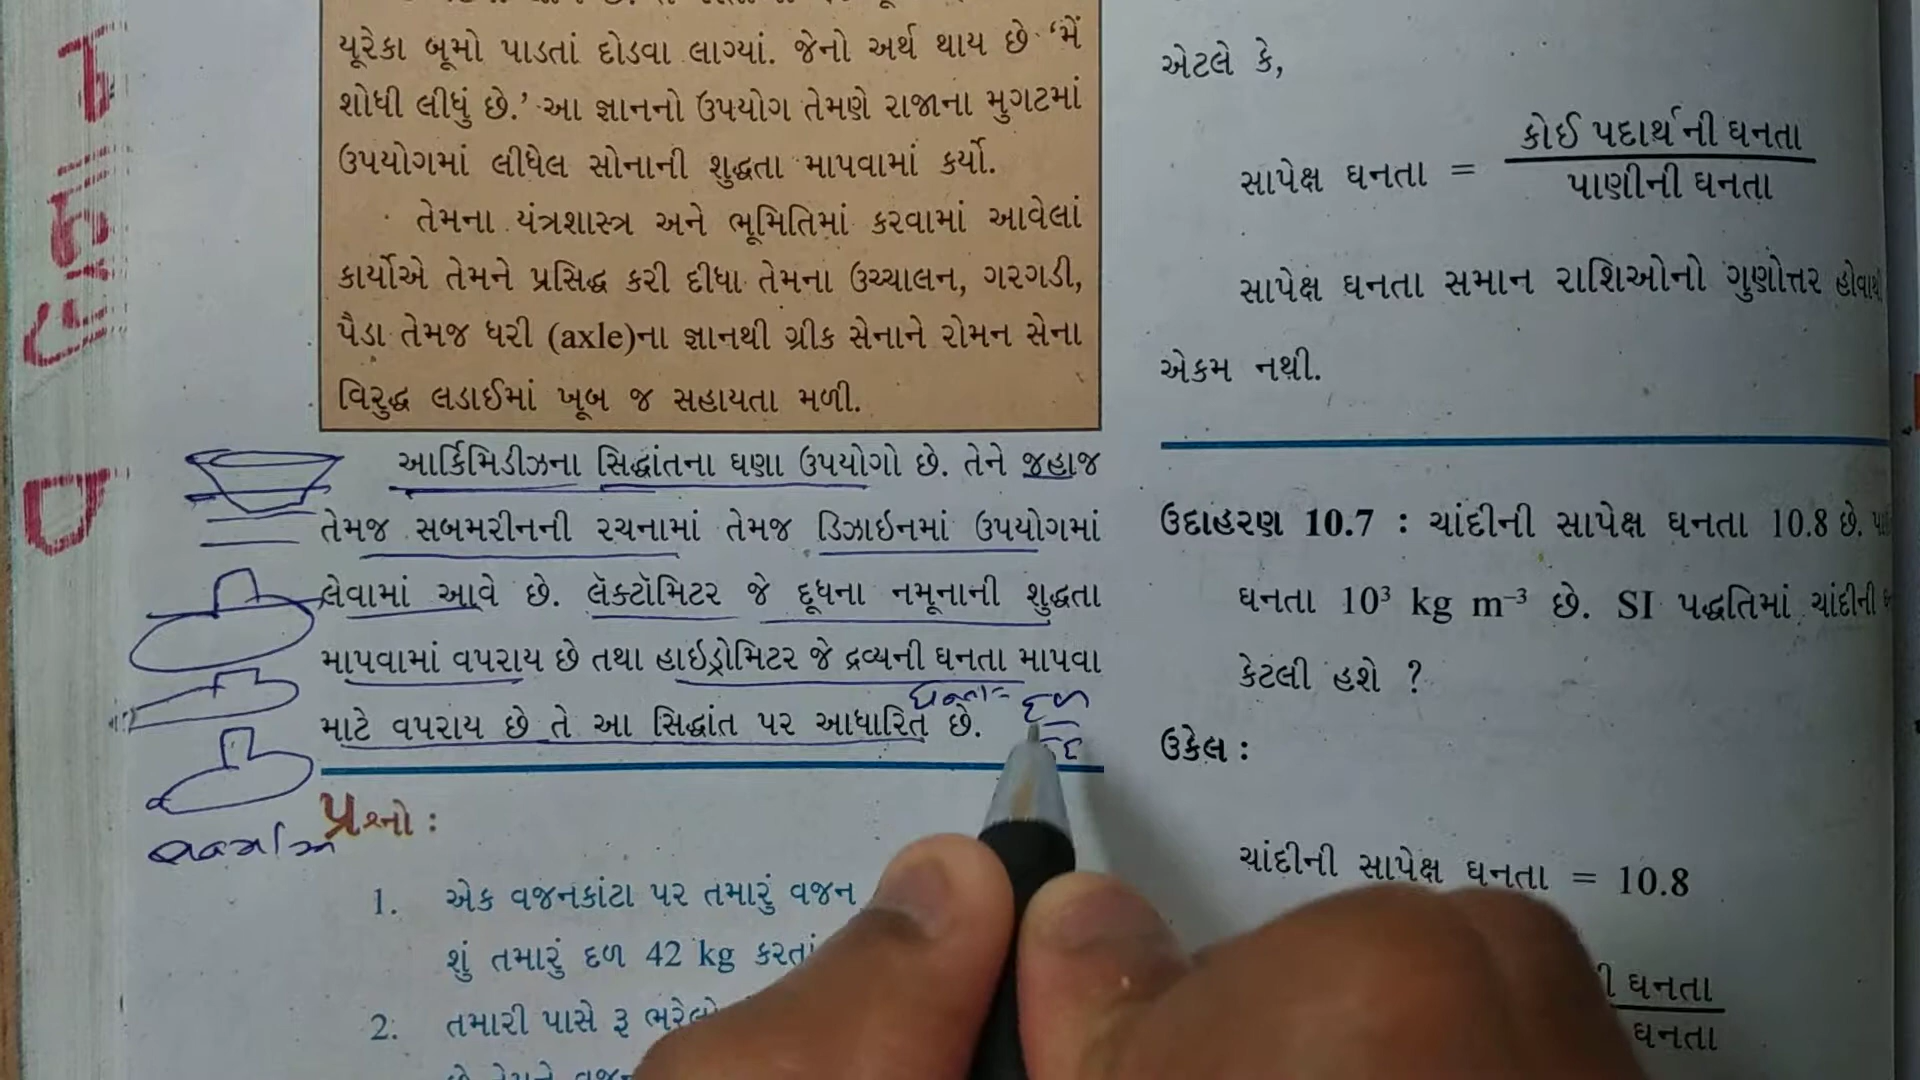 યૂરેકા બૂમો પાડતાં દોડવા લાગ્યાં. જેનો અર્થ થાય છે ‘મેં
શોધી લીધું છે.’ આ જ્ઞાનનો ઉપયોગ તેમણે રાજાના મુગટમાં
ઉપયોગમાં લીધેલ સોનાની શુદ્ધતા માપવામાં કર્યો.
તેમના યંત્રશાસ્ત્ર અને ભૂમિતિમાં કરવામાં આવેલાં
કાર્યોએ તેમને પ્રસિદ્ધ કરી દીધા તેમના ઉચ્ચાલન, ગરગડી,
પૈડા તેમજ ધરી (axle)ના જ્ઞાનથી ગ્રીક સેનાને રોમન સેના
વિરુદ્ધ લડાઈમાં ખૂબ જ સહાયતા મળી.
આર્કિમિડીઝના સિદ્ધાંતના ઘણા ઉપયોગો છે. તેને જહાજ
તેમજ સબમરીનની રચનામાં તેમજ ડિઝાઇનમાં ઉપયોગમાં
લેવામાં આવે છે. લૅક્ટૉમિટર જે દૂધના નમૂનાની શુદ્ધતા
માપવામાં વપરાય છે તથા હાઇડ્રોમિટર જે દ્રવ્યની ઘનતા માપવા
માટે વપરાય છે તે આ સિદ્ધાંત પર આધારિત છે.
ઘનતા = દળ
પ્રશ્નો :
1. એક વજનકાંટા પર તમારું વજન
શું તમારું દળ 42 kg કરતાં
2. તમારી પાસે રૂ
એટલે કે,
સાપેક્ષ ઘનતા = કોઈ પદાર્થની ઘનતા
પાણીની ઘનતા
સાપેક્ષ ઘનતા સમાન રાશિઓનો ગુણોત્તર
એકમ નથી.
ઉદાહરણ 10.7 : ચાંદીની સાપેક્ષ ઘનતા 10.8 છે.
ઘનતા 10³ kg m⁻³ છે. SI પદ્ધતિમાં ચાંદીની
કેટલી હશે ?
ઉકેલ :
ચાંદીની સાપેક્ષ ઘનતા = 10.8
ઘનતા
ઘનતા